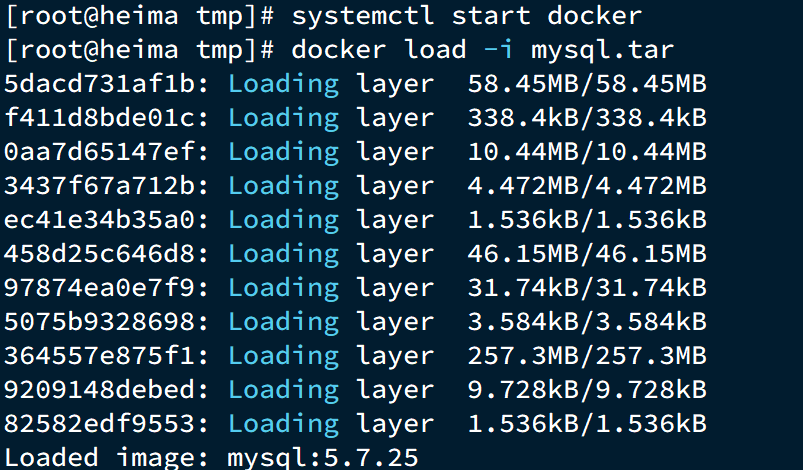 [root@heima tmp]# systemctl start docker
[root@heima tmp]# docker load -i mysql.tar
5dacd731af1b: Loading layer  58.45MB/58.45MB
f411d8bde01c: Loading layer  338.4kB/338.4kB
0aa7d65147ef: Loading layer  10.44MB/10.44MB
3437f67a712b: Loading layer  4.472MB/4.472MB
ec41e34b35a0: Loading layer  1.536kB/1.536kB
458d25c646d8: Loading layer  46.15MB/46.15MB
97874ea0e7f9: Loading layer  31.74kB/31.74kB
5075b9328698: Loading layer  3.584kB/3.584kB
364557e875f1: Loading layer  257.3MB/257.3MB
9209148debed: Loading layer  9.728kB/9.728kB
82582edf9553: Loading layer  1.536kB/1.536kB
Loaded image: mysql:5.7.25